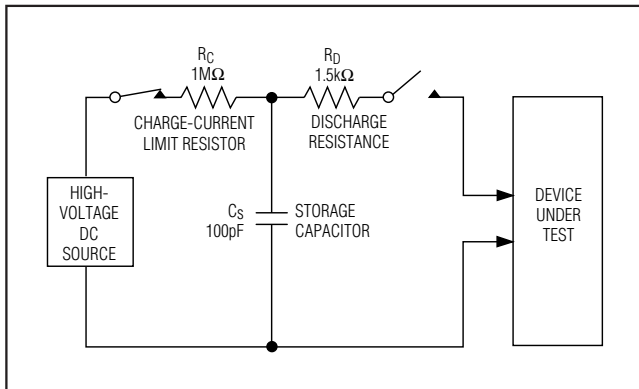 R_C
1MΩ
CHARGE-CURRENT
LIMIT RESISTOR
R_D
1.5kΩ
DISCHARGE
RESISTANCE
HIGH-
VOLTAGE
DC
SOURCE
C_S
100pF
STORAGE
CAPACITOR
DEVICE
UNDER
TEST